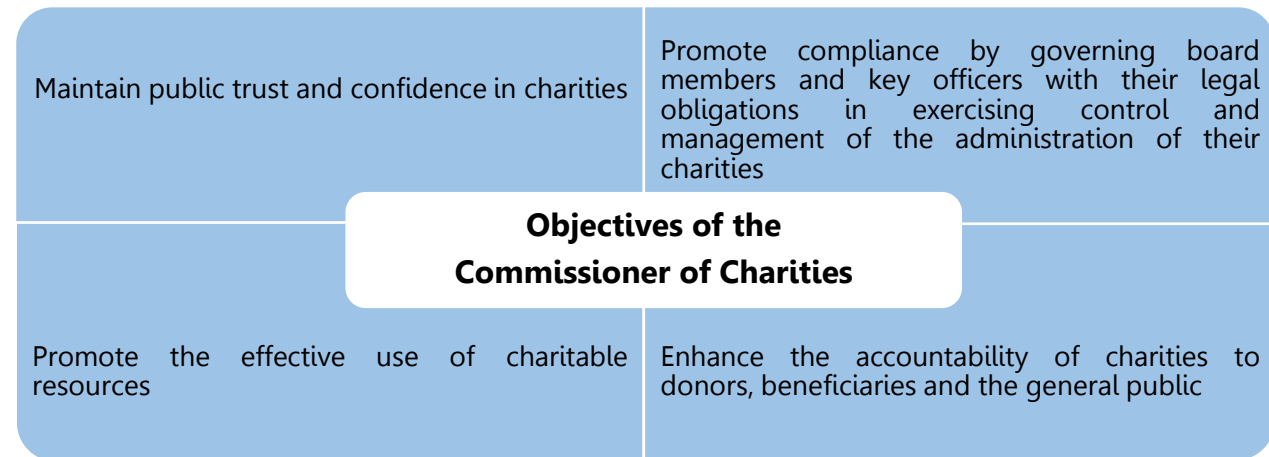 Maintain public trust and confidence in charities
Promote compliance by governing board
members and key officers with their legal
obligations in exercising control and
management of the administration of their
charities
Objectives of the
Commissioner of Charities
Promote the effective use of charitable
resources
Enhance the accountability of charities to
donors, beneficiaries and the general public